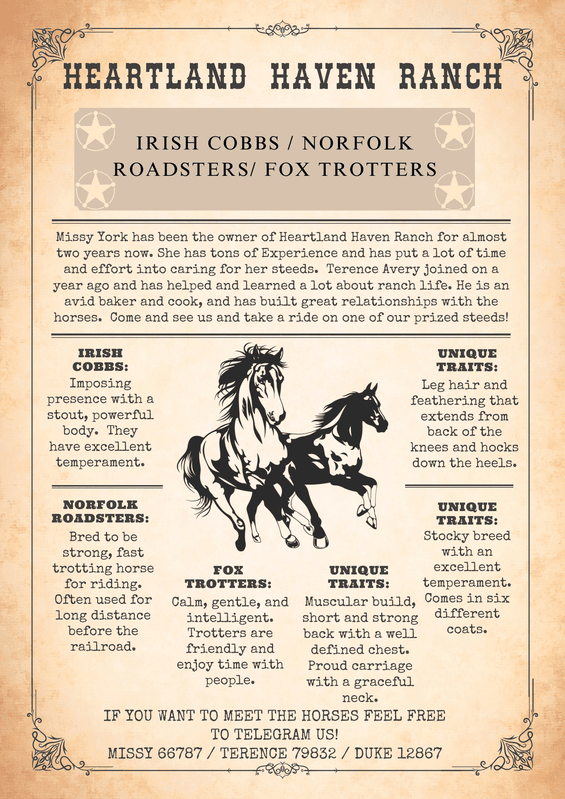 HEARTLAND HAVEN RANCH
IRISH COBBS / NORFOLK
ROADSTERS/ FOX TROTTERS
Missy York has been the owner of Heartland Haven Ranch for almost
two years now. She has tons of Experience and has put a lot of time
and effort into caring for her steeds. Terence Avery joined on a
year ago and has helped and learned a lot about ranch life. He is an
avid baker and cook, and has built great relationships with the
horses. Come and see us and take a ride on one of our prized steeds!
IRISH
COBBS:
Imposing
presence with a
stout, powerful
body. They
have excellent
temperament.
UNIQUE
TRAITS:
Leg hair and
feathering that
extends from
back of the
knees and hocks
down the heels.
NORFOLK
ROADSTERS:
Bred to be
strong, fast
trotting horse
for riding.
Often used for
long distance
before the
railroad.
UNIQUE
TRAITS:
Stocky breed
with an
excellent
temperament.
Comes in six
different
coats.
FOX
TROTTERS:
Calm, gentle, and
intelligent.
Trotters are
friendly and
enjoy time with
people.
UNIQUE
TRAITS:
Muscular build,
short and strong
back with a well
defined chest.
Proud carriage
with a graceful
neck.
IF YOU WANT TO MEET THE HORSES FEEL FREE
TO TELEGRAM US!
MISSY 66787 / TERENCE 79832 / DUKE 12867